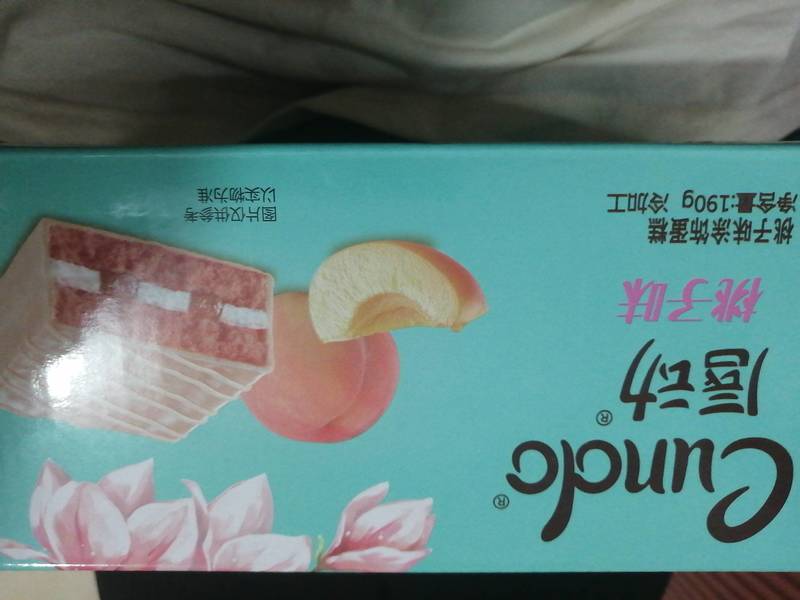 Cundo®
唇动®
桃子味
桃子味涂饰蛋糕
净含量:190g 冷加工
图片仅供参考
以实物为准